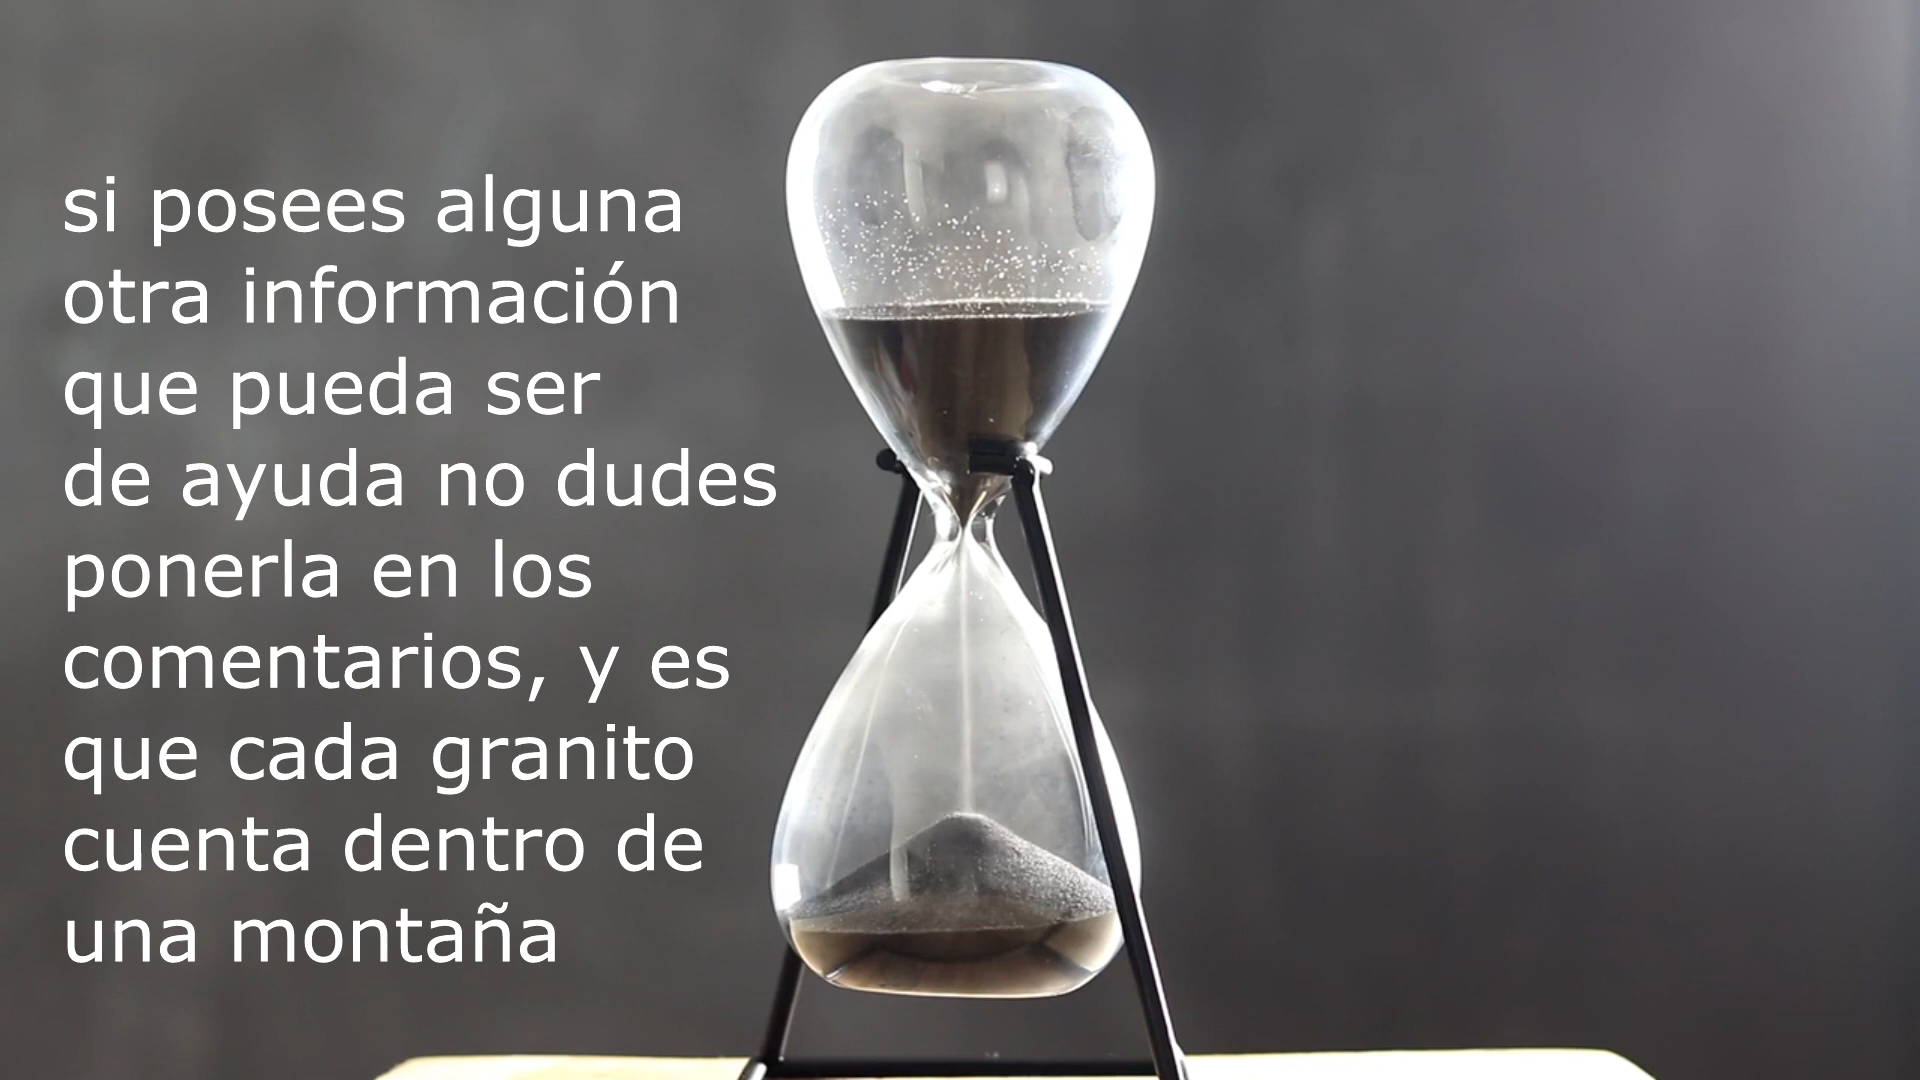 si posees alguna
otra información
que pueda ser
de ayuda no dudes
ponerla en los
comentarios, y es
que cada granito
cuenta dentro de
una montaña